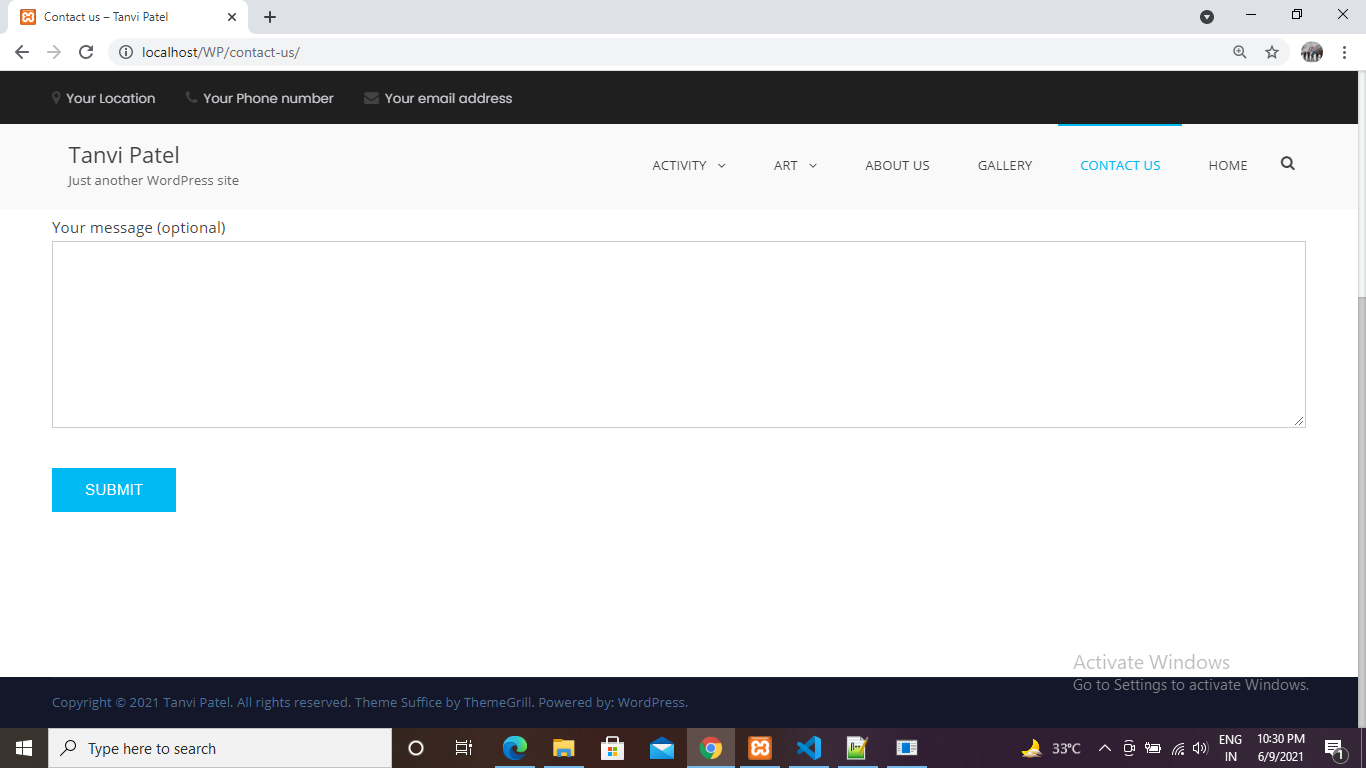 Contact us – Tanvi Patel
localhost/WP/contact-us/
Your Location Your Phone number Your email address
Tanvi Patel
Just another WordPress site
ACTIVITY ART ABOUT US GALLERY CONTACT US HOME
Your message (optional)
SUBMIT
Activate Windows
Go to Settings to activate Windows.
Copyright © 2021 Tanvi Patel. All rights reserved. Theme Suffice by ThemeGrill. Powered by: WordPress.
Type here to search
33°C
ENG
IN
10:30 PM
6/9/2021
1